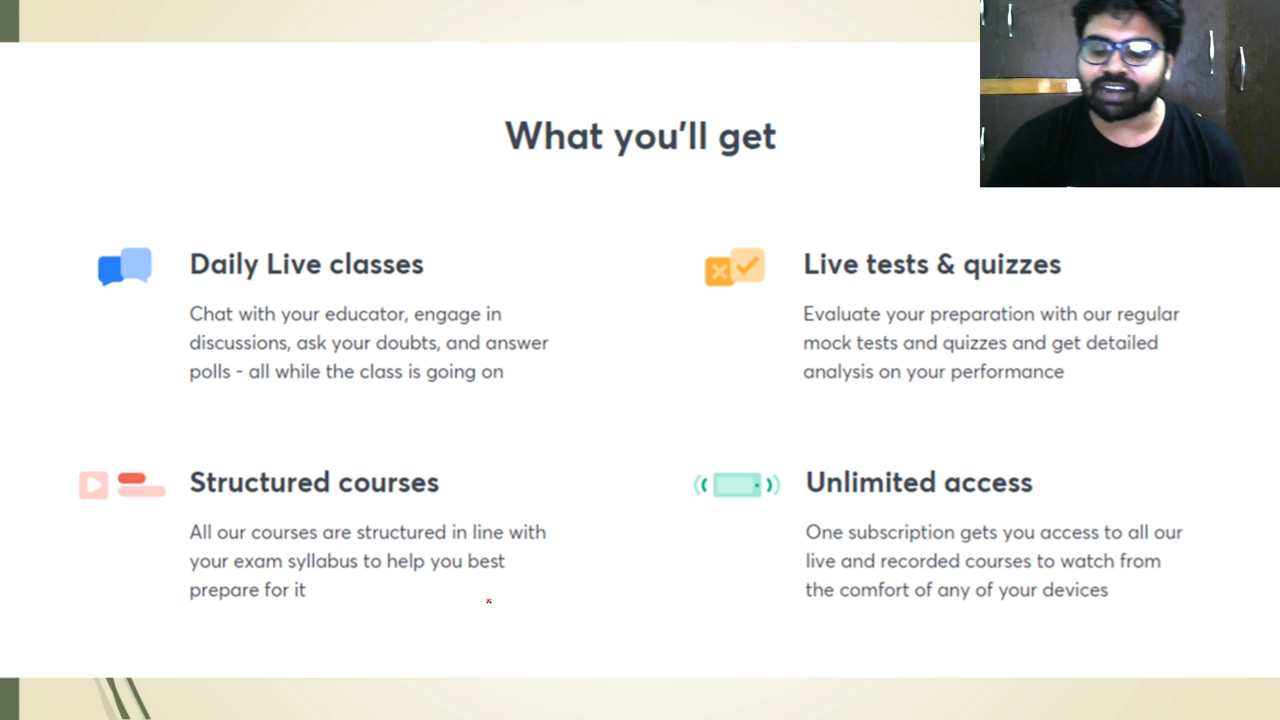 What you'll get
Daily Live classes
Chat with your educator, engage in
discussions, ask your doubts, and answer
polls - all while the class is going on
Live tests & quizzes
Evaluate your preparation with our regular
mock tests and quizzes and get detailed
analysis on your performance
Structured courses
All our courses are structured in line with
your exam syllabus to help you best
prepare for it
Unlimited access
One subscription gets you access to all our
live and recorded courses to watch from
the comfort of any of your devices